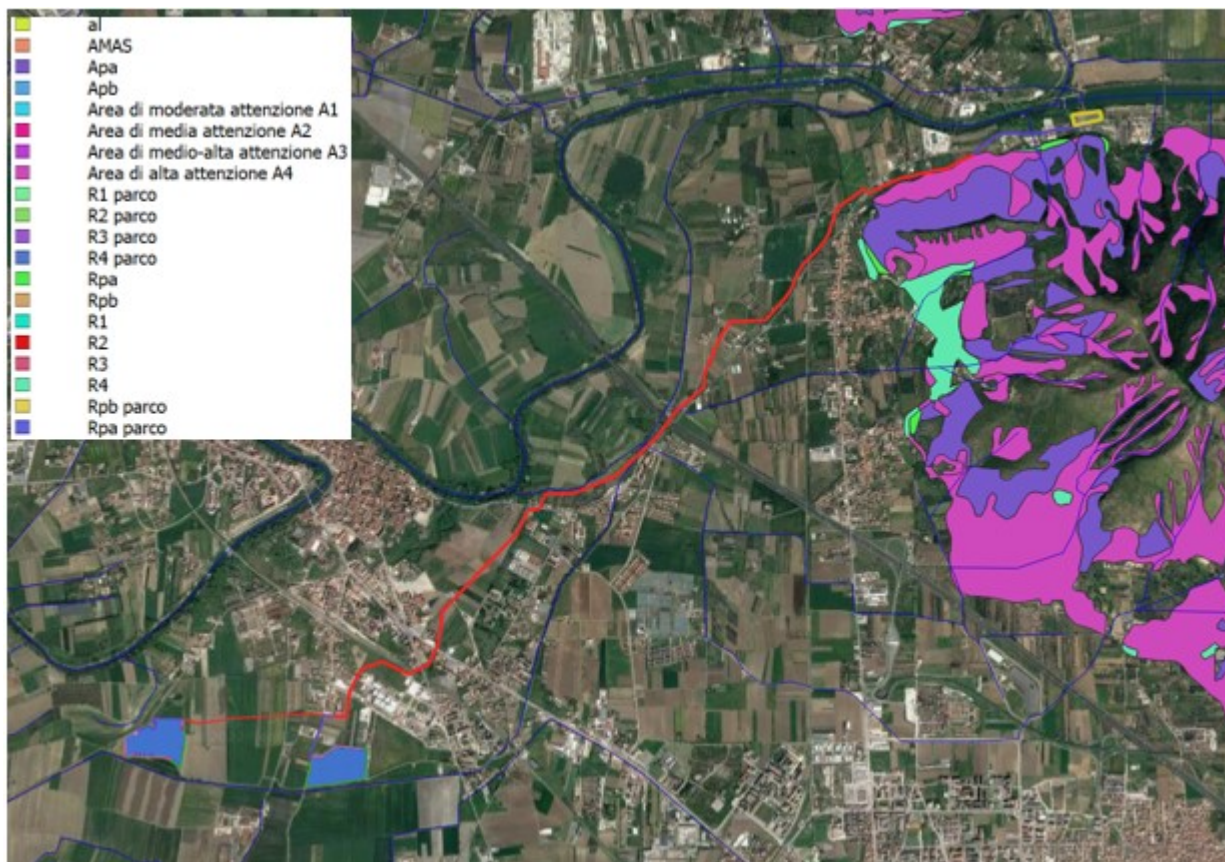 al
AMAS
Apa
Apb
Area di moderata attenzione A1
Area di media attenzione A2
Area di medio-alta attenzione A3
Area di alta attenzione A4
R1 parco
R2 parco
R3 parco
R4 parco
Rpa
Rpb
R1
R2
R3
R4
Rpb parco
Rpa parco